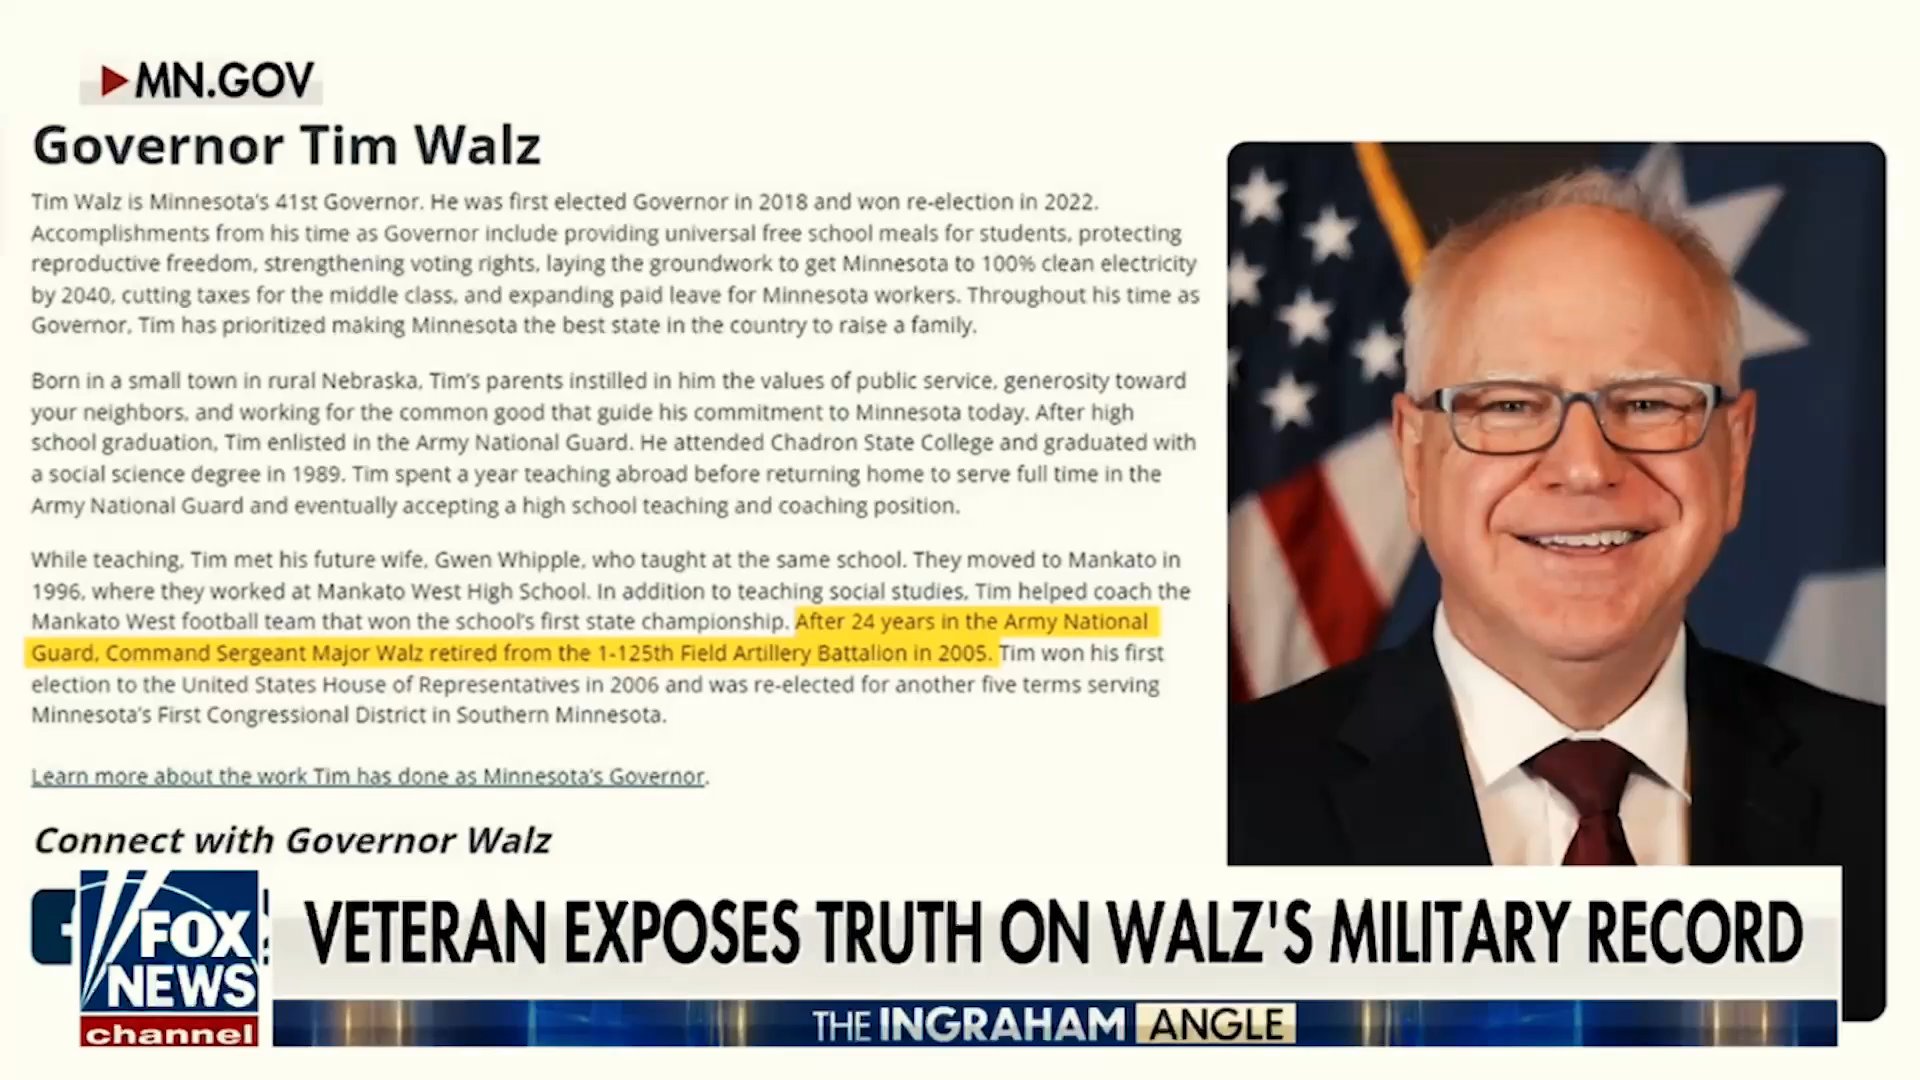 MN.GOV
Governor Tim Walz
Tim Walz is Minnesota's 41st Governor. He was first elected Governor in 2018 and won re-election in 2022.
Accomplishments from his time as Governor include providing universal free school meals for students, protecting
reproductive freedom, strengthening voting rights, laying the groundwork to get Minnesota to 100% clean electricity
by 2040, cutting taxes for the middle class, and expanding paid leave for Minnesota workers. Throughout his time as
Governor, Tim has prioritized making Minnesota the best state in the country to raise a family.
Born in a small town in rural Nebraska, Tim's parents instilled in him the values of public service, generosity toward
your neighbors, and working for the common good that guide his commitment to Minnesota today. After high
school graduation, Tim enlisted in the Army National Guard. He attended Chadron State College and graduated with
a social science degree in 1989. Tim spent a year teaching abroad before returning home to serve full time in the
Army National Guard and eventually accepting a high school teaching and coaching position.
While teaching, Tim met his future wife, Gwen Whipple, who taught at the same school. They moved to Mankato in
1996, where they worked at Mankato West High School. In addition to teaching social studies, Tim helped coach the
Mankato West football team that won the school's first state championship. After 24 years in the Army National
Guard, Command Sergeant Major Walz retired from the 1-125th Field Artillery Battalion in 2005. Tim won his first
election to the United States House of Representatives in 2006 and was re-elected for another five terms serving
Minnesota's First Congressional District in Southern Minnesota.
Learn more about the work Tim has done as Minnesota's Governor.
Connect with Governor Walz
FOX
NEWS
channel
VETERAN EXPOSES TRUTH ON WALZ'S MILITARY RECORD
THE INGRAHAM ANGLE